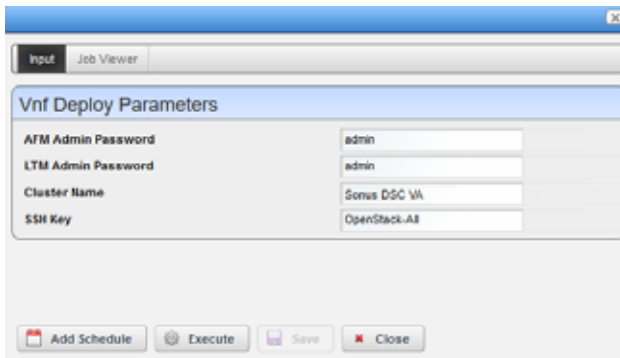 Input Job Viewer
Vnf Deploy Parameters
AFM Admin Password admin
LTM Admin Password admin
Cluster Name Sonus DSC VA
SSH Key OpenStack-All
Add Schedule Execute Save Close